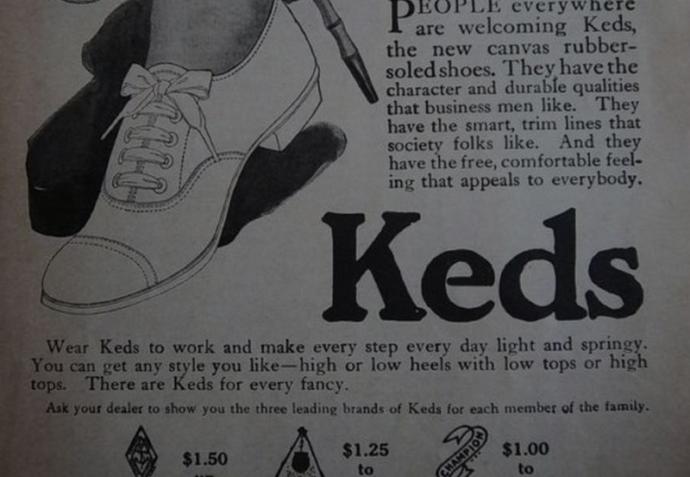 PEOPLE everywhere
are welcoming Keds,
the new canvas rubber-
soled shoes. They have the
character and durable qualities
that business men like. They
have the smart, trim lines that
society folks like. And they
have the free, comfortable feel-
ing that appeals to everybody.
Keds
Wear Keds to work and make every step every day light and springy.
You can get any style you like—high or low heels with low tops or high
tops. There are Keds for every fancy.
Ask your dealer to show you the three leading brands of Keds for each member of the family.
$1.50
$1.25
to
CHAMPION
$1.00
to